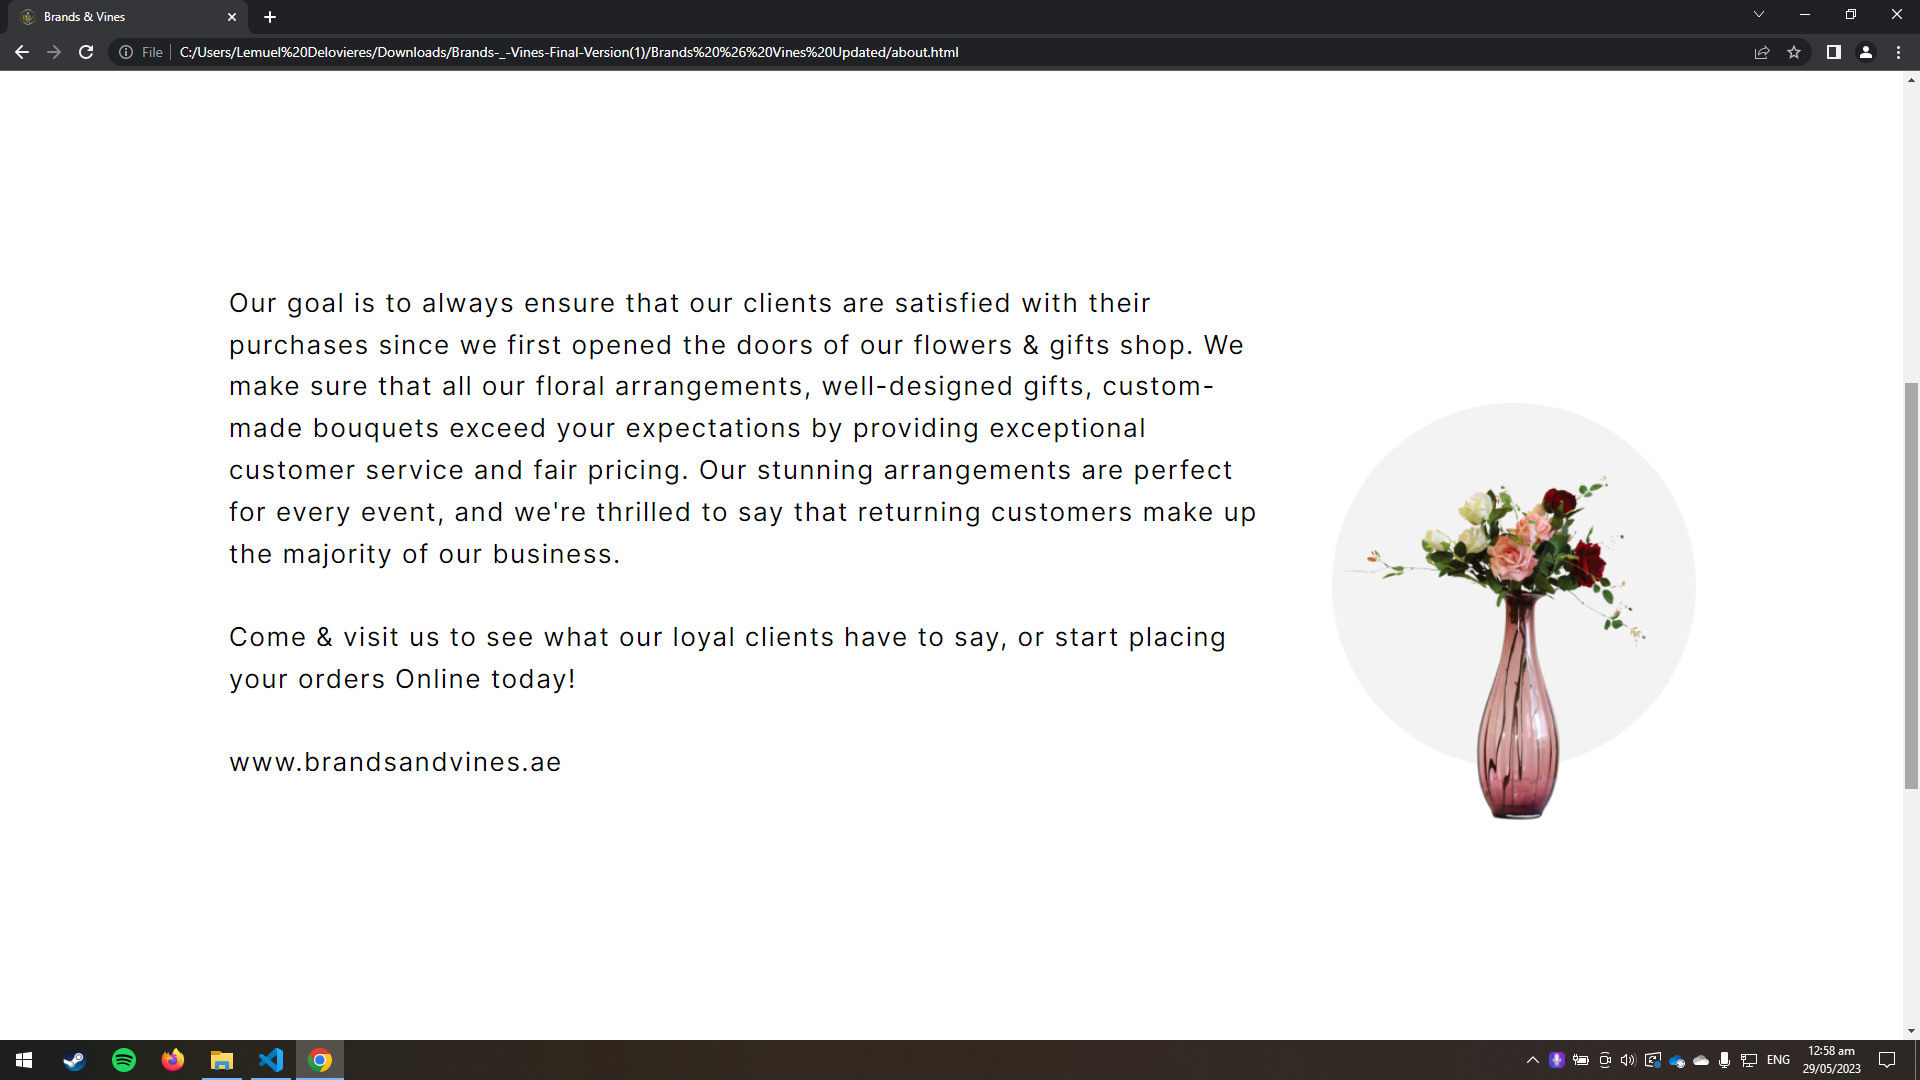 Brands & Vines
File
C:/Users/Lemuel%20Delovieres/Downloads/Brands-_-Vines-Final-Version(1)/Brands%20%26%20Vines%20Updated/about.html
Our goal is to always ensure that our clients are satisfied with their
purchases since we first opened the doors of our flowers & gifts shop. We
make sure that all our floral arrangements, well-designed gifts, custom-
made bouquets exceed your expectations by providing exceptional
customer service and fair pricing. Our stunning arrangements are perfect
for every event, and we're thrilled to say that returning customers make up
the majority of our business.
Come & visit us to see what our loyal clients have to say, or start placing
your orders Online today!
www.brandsandvines.ae
ENG
12:58 am
29/05/2023